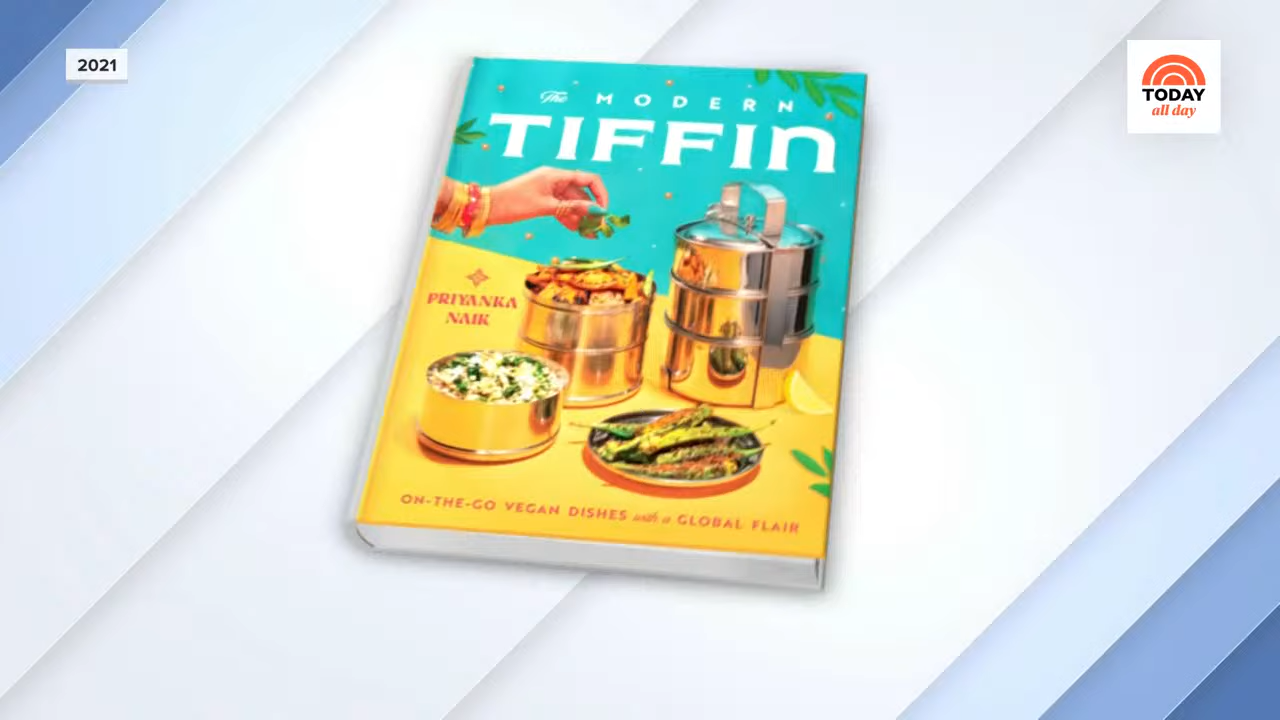 2021
TODAY
all day
The MODERN
TIFFIN
PRIYANKA
NAIK
ON-THE-GO VEGAN DISHES with a GLOBAL FLAIR